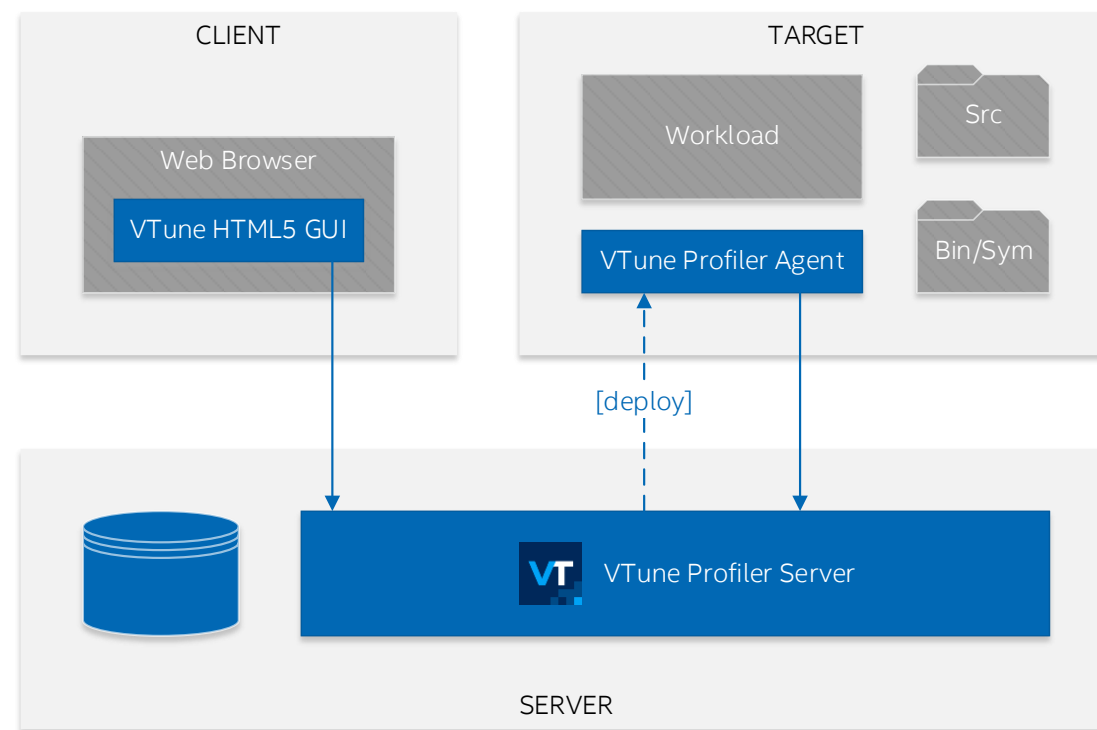 CLIENT
Web Browser
VTune HTML5 GUI
TARGET
Workload
Src
VTune Profiler Agent
Bin/Sym
[deploy]
VT
VTune Profiler Server
SERVER